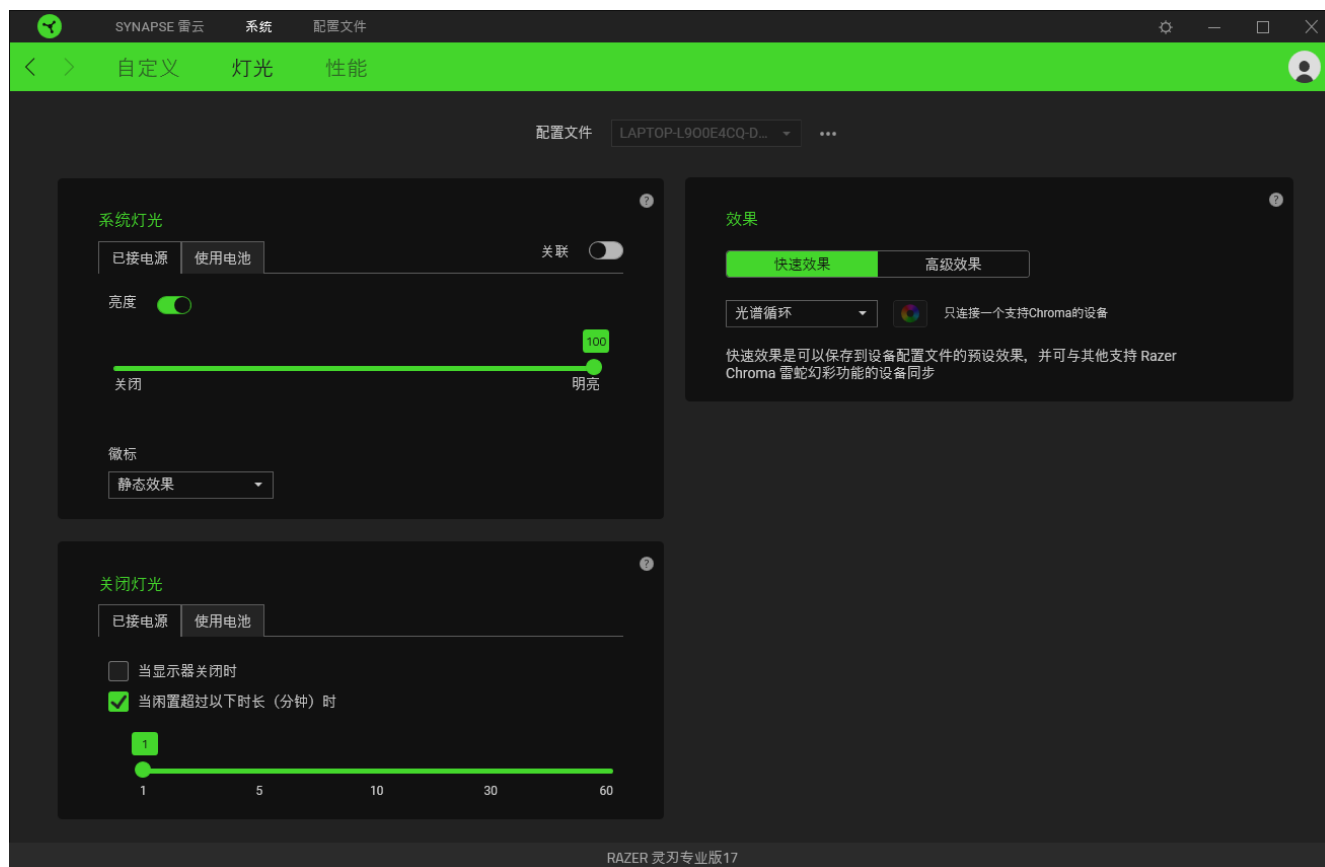 SYNAPSE 雷云 系统 配置文件
自定义 灯光 性能
配置文件 LAPTOP-L9O0E4CQ-D... •••
系统灯光
已接电源 使用电池 关联
亮度
100
关闭 明亮
徽标
静态效果
效果
快速效果 高级效果
光谱循环 只连接一个支持Chroma的设备
快速效果是可以保存到设备配置文件的预设效果，并可与其他支持 Razer
Chroma 雷蛇幻彩功能的设备同步
关闭灯光
已接电源 使用电池
当显示器关闭时
当闲置超过以下时长（分钟）时
1
1 5 10 30 60
RAZER 灵刃专业版17